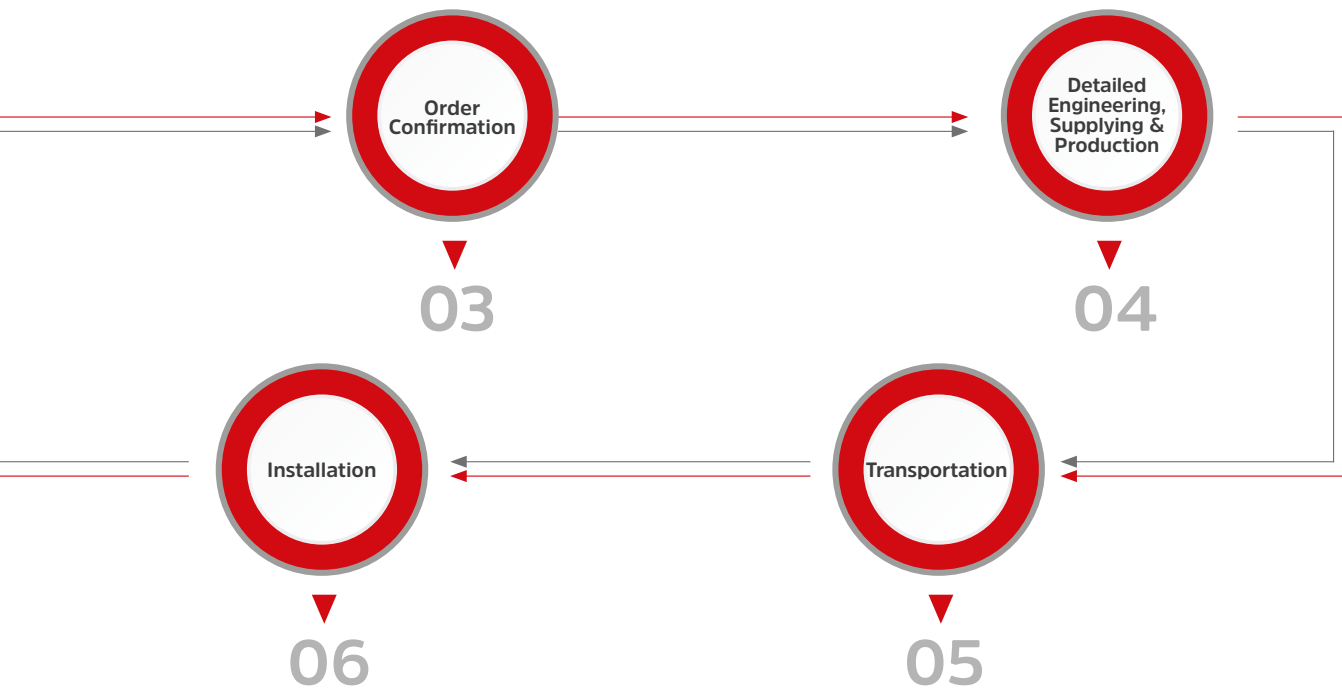 Order
Confirmation
03
Detailed
Engineering,
Supplying &
Production
04
Installation
06
Transportation
05